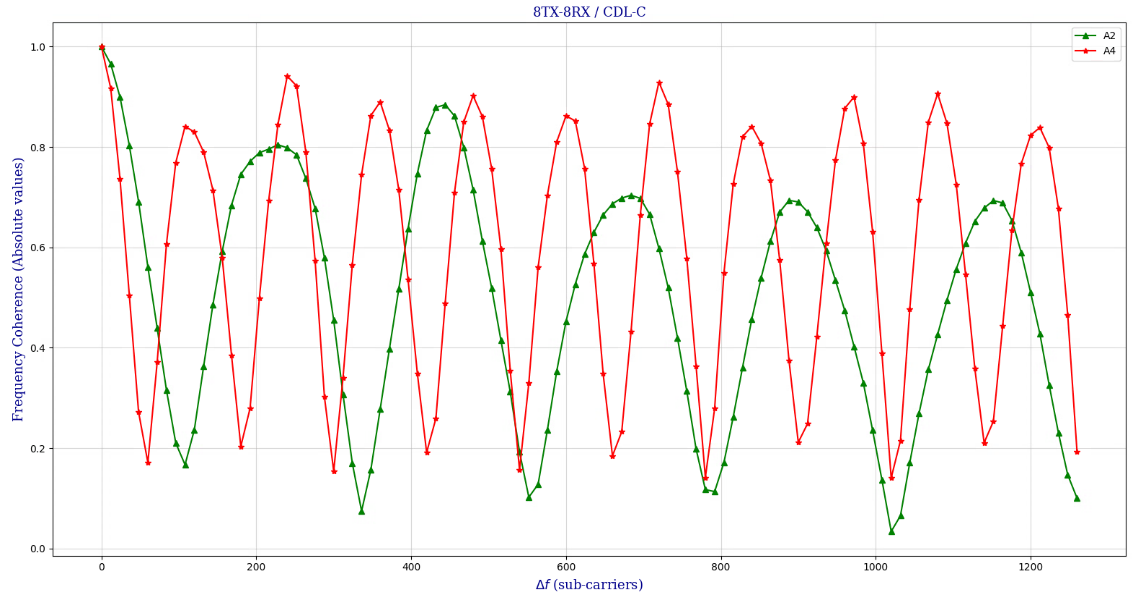 8TX-8RX / CDL-C
Frequency Coherence (Absolute values)
1.0
0.8
0.6
0.4
0.2
0.0
A2
A4
0
200
400
600
800
1000
1200
Δf (sub-carriers)